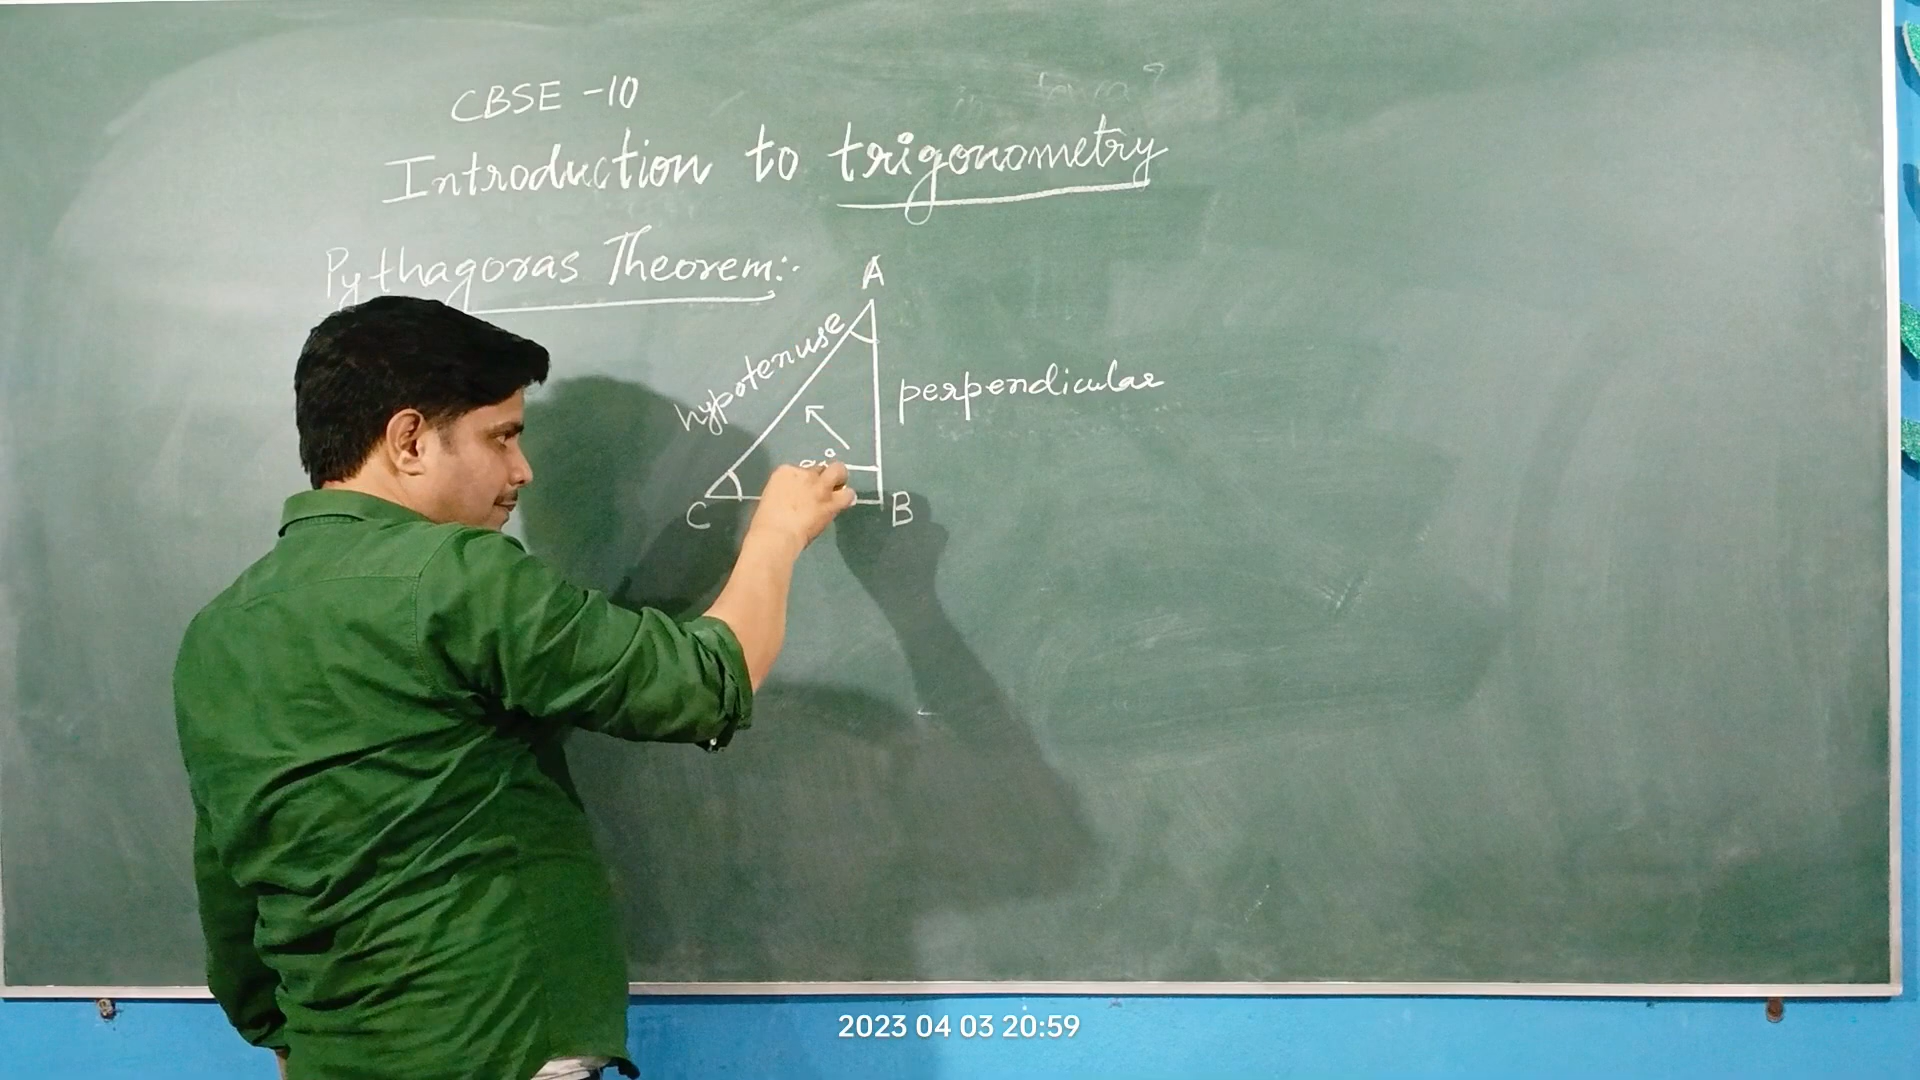 CBSE -10
Introduction to trigonometry
Pythagoras Theorem:-
A
hypotenuse
perpendicular
C
B
2023 04 03 20:59